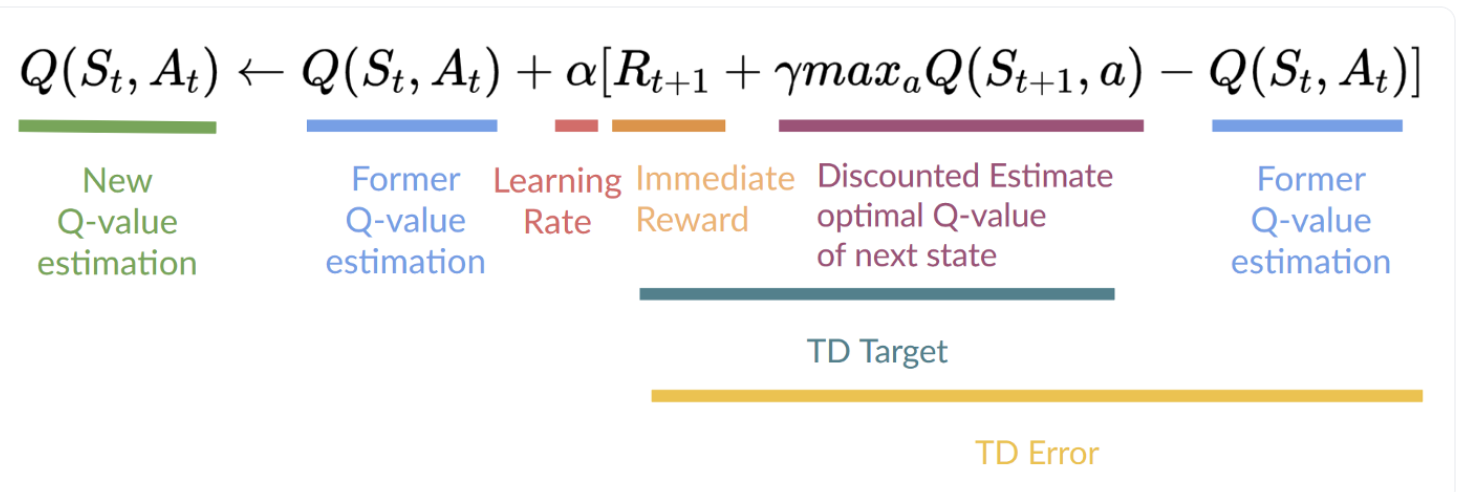 Q(S_t, A_t) ← Q(S_t, A_t) + α[R_{t+1} + γmax_aQ(S_{t+1}, a) − Q(S_t, A_t)]
New
Q-value
estimation
Former
Q-value
estimation
Learning
Rate
Immediate
Reward
Discounted Estimate
optimal Q-value
of next state
Former
Q-value
estimation
TD Target
TD Error